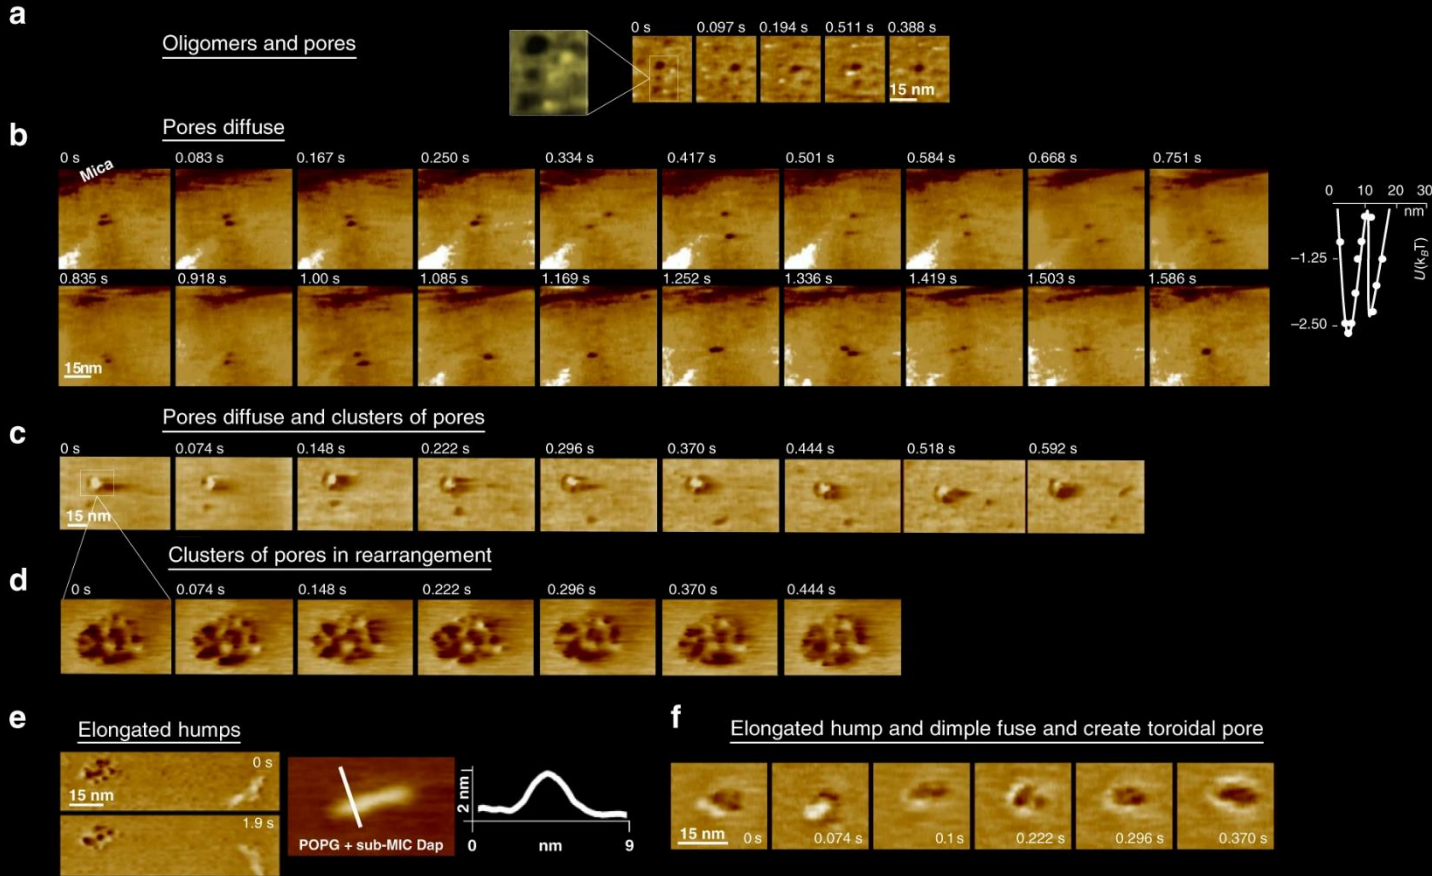 a
Oligomers and pores
0 s 0.097 s 0.194 s 0.511 s 0.388 s
15 nm
b
Pores diffuse
0 s 0.083 s 0.167 s 0.250 s 0.334 s 0.417 s 0.501 s 0.584 s 0.668 s 0.751 s
Mica
0 10 20 30
nm
−1.25
−2.50
U(kBT)
0.835 s 0.918 s 1.00 s 1.085 s 1.169 s 1.252 s 1.336 s 1.419 s 1.503 s 1.586 s
15nm
c
Pores diffuse and clusters of pores
0 s 0.074 s 0.148 s 0.222 s 0.296 s 0.370 s 0.444 s 0.518 s 0.592 s
15 nm
d
Clusters of pores in rearrangement
0 s 0.074 s 0.148 s 0.222 s 0.296 s 0.370 s 0.444 s
e
Elongated humps
0 s
15 nm
1.9 s
POPG + sub-MIC Dap
2 nm
0 nm 9
f
Elongated hump and dimple fuse and create toroidal pore
15 nm
0 s 0.074 s 0.1 s 0.222 s 0.296 s 0.370 s